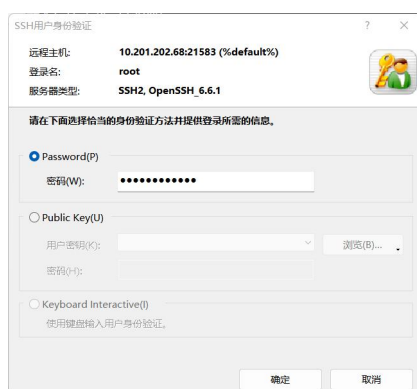 SSH用户身份验证
远程主机: 10.201.202.68:21583 (%default%)
登录名: root
服务器类型: SSH2, OpenSSH_6.6.1
请在下面选择恰当的身份验证方法并提供登录所需的信息。
Password(P)
密码(W): ●●●●●●●●●●●●
Public Key(U)
用户密钥(K): 浏览(B)...
密码(H):
Keyboard Interactive(I)
使用键盘输入用户身份验证。
确定 取消